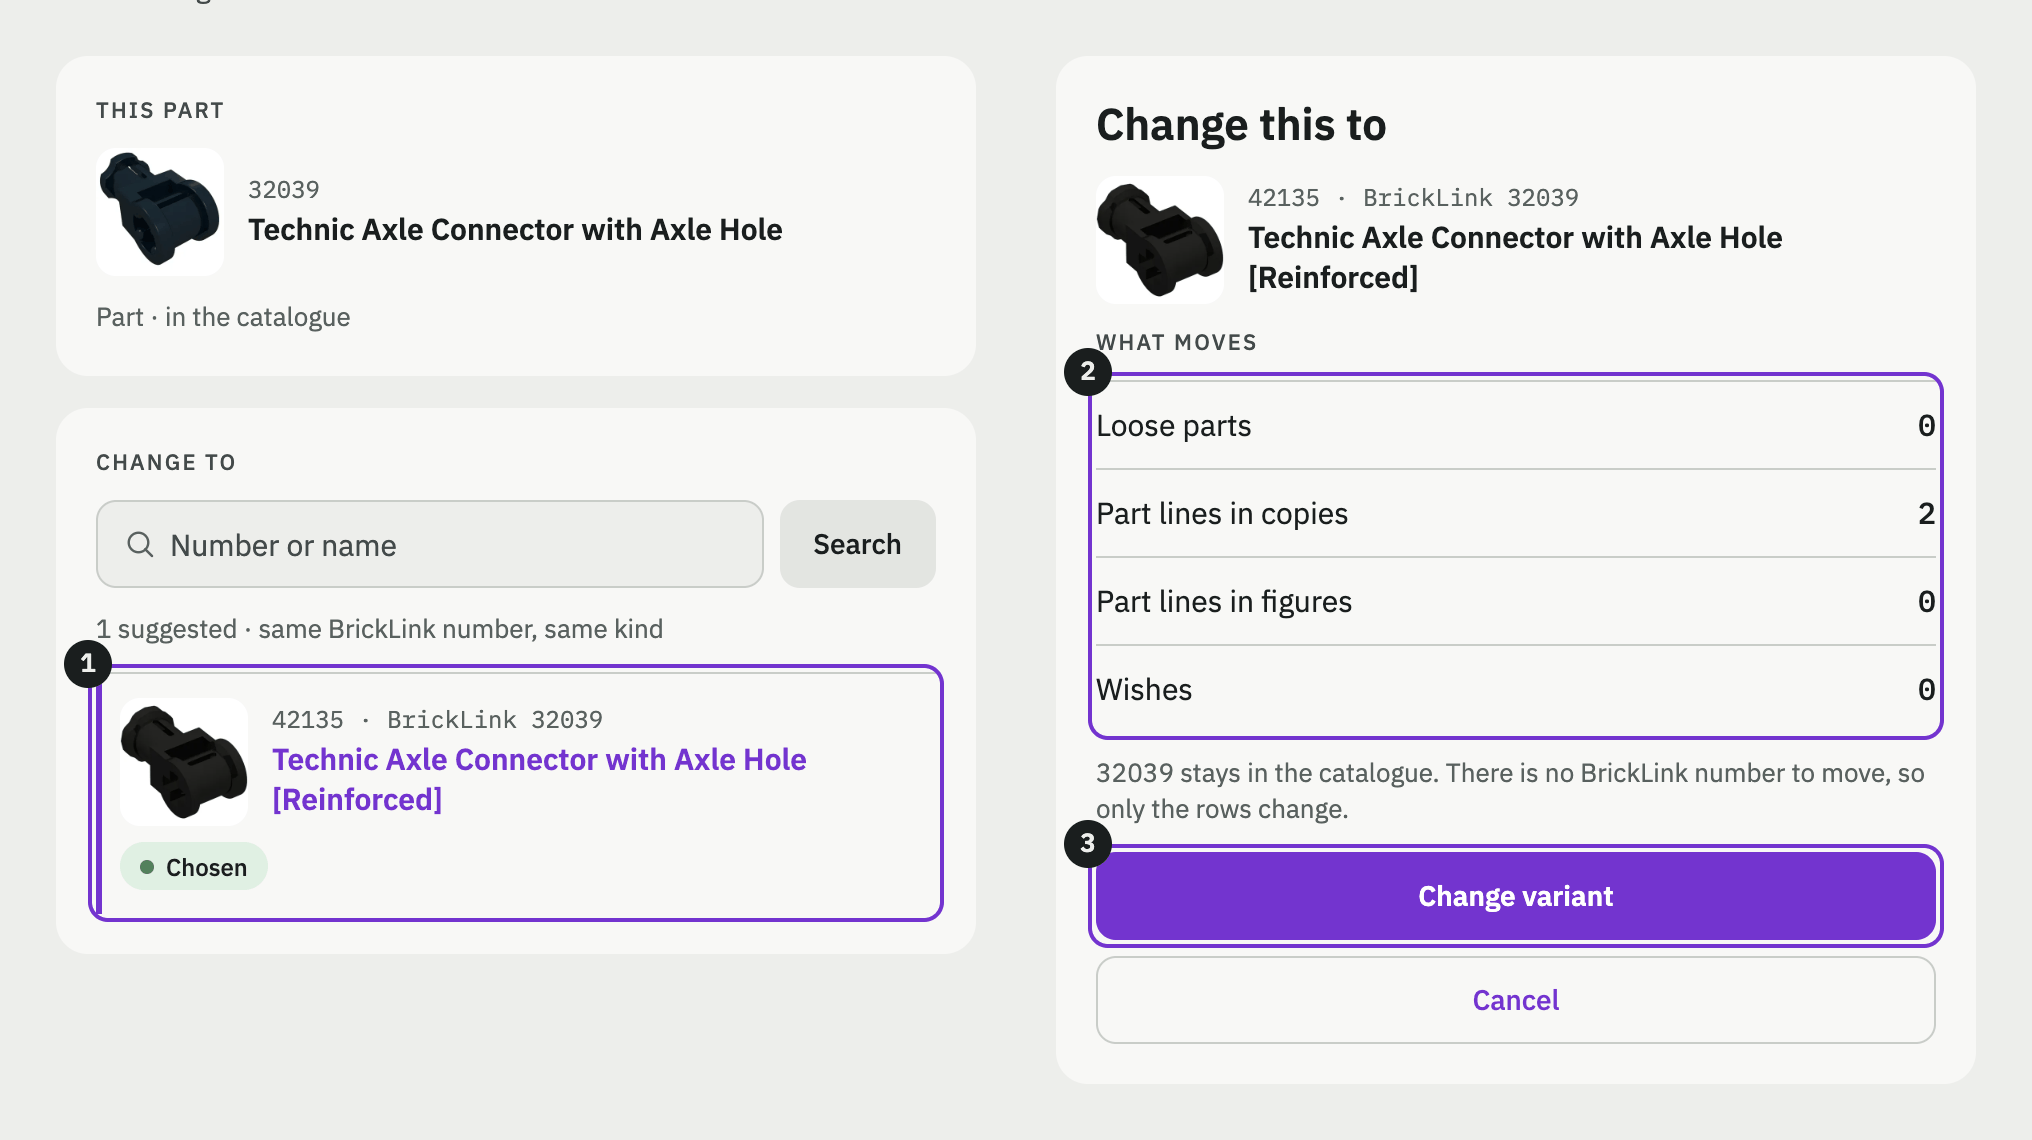 THIS PART
32039
Technic Axle Connector with Axle Hole
Part · in the catalogue
CHANGE TO
Number or name
Search
1 suggested · same BrickLink number, same kind
1
42135 · BrickLink 32039
Technic Axle Connector with Axle Hole
[Reinforced]
Chosen
Change this to
42135 · BrickLink 32039
Technic Axle Connector with Axle Hole
[Reinforced]
WHAT MOVES
2
Loose parts 0
Part lines in copies 2
Part lines in figures 0
Wishes 0
32039 stays in the catalogue. There is no BrickLink number to move, so
only the rows change.
3
Change variant
Cancel